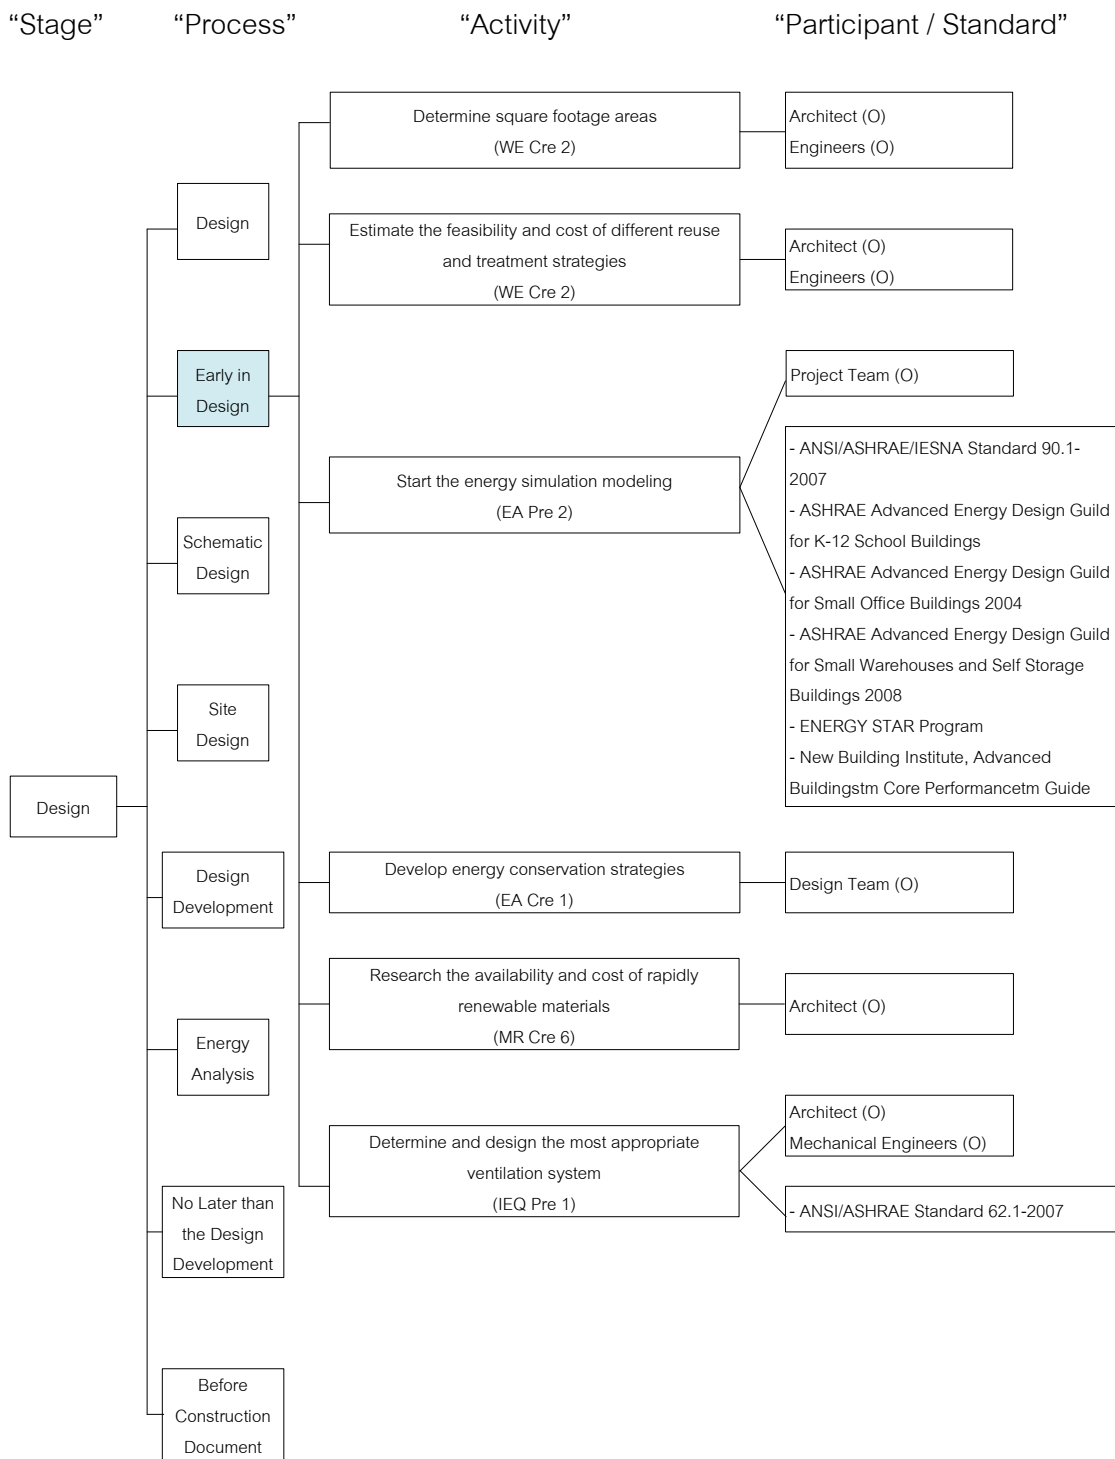 “Stage”
“Process”
“Activity”
“Participant / Standard”
Design
Design
Early in
Design
Schematic
Design
Site
Design
Design
Development
Energy
Analysis
No Later than
the Design
Development
Before
Construction
Document
Determine square footage areas
(WE Cre 2)
Architect (O)
Engineers (O)
Estimate the feasibility and cost of different reuse
and treatment strategies
(WE Cre 2)
Architect (O)
Engineers (O)
Start the energy simulation modeling
(EA Pre 2)
Project Team (O)
- ANSI/ASHRAE/IESNA Standard 90.1-
2007
- ASHRAE Advanced Energy Design Guild
for K-12 School Buildings
- ASHRAE Advanced Energy Design Guild
for Small Office Buildings 2004
- ASHRAE Advanced Energy Design Guild
for Small Warehouses and Self Storage
Buildings 2008
- ENERGY STAR Program
- New Building Institute, Advanced
Buildingstm Core Performancetm Guide
Develop energy conservation strategies
(EA Cre 1)
Design Team (O)
Research the availability and cost of rapidly
renewable materials
(MR Cre 6)
Architect (O)
Determine and design the most appropriate
ventilation system
(IEQ Pre 1)
Architect (O)
Mechanical Engineers (O)
- ANSI/ASHRAE Standard 62.1-2007